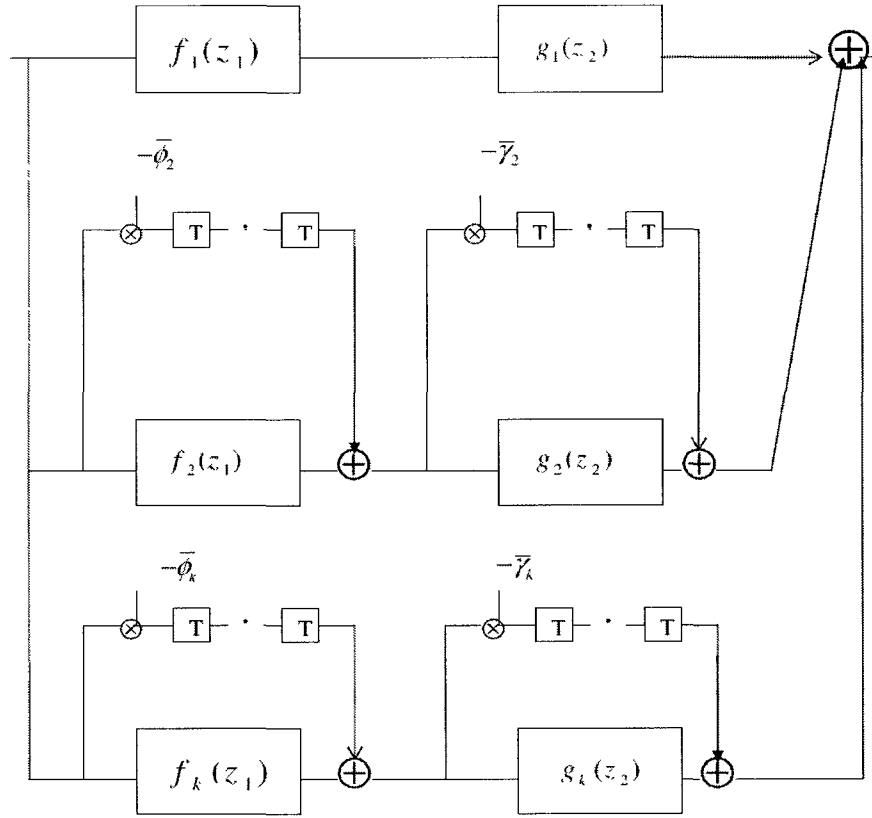 f₁(z₁) g₁(z₂)
−φ̅₂ −γ̅₂
T · T T · T
f₂(z₁) g₂(z₂)
−φ̅ₖ −γ̅ₖ
T · T T · T
fₖ(z₁) gₖ(z₂)